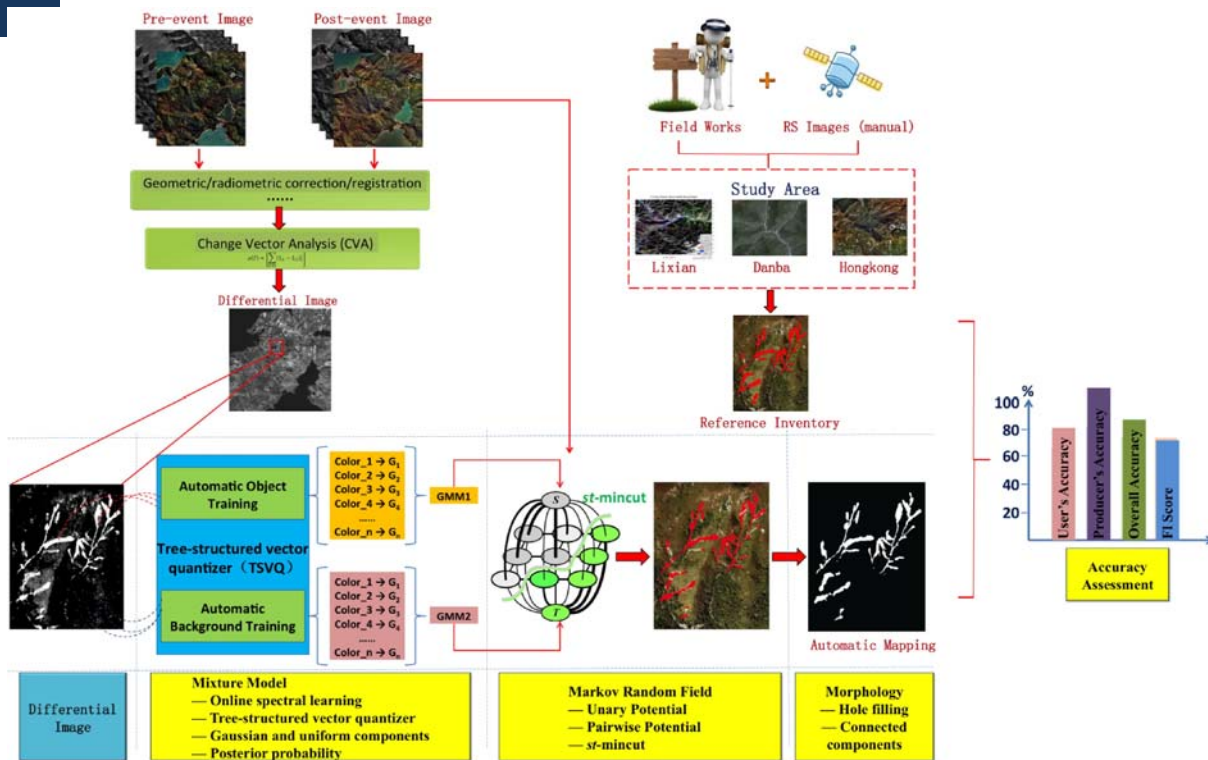 Pre-event Image
Post-event Image
Geometric/radiometric correction/registration
......
Change Vector Analysis (CVA)
Differential Image
Field Works
+
RS Images (manual)
Study Area
Lixian
Danba
Hongkong
Reference Inventory
Automatic Object
Training
Tree-structured vector
quantizer（TSVQ）
Automatic
Background Training
Color_1 → G₁
Color_2 → G₂
Color_3 → G₃
Color_4 → G₄
......
Color_n → Gₙ
GMM1
Color_1 → G₁
Color_2 → G₂
Color_3 → G₃
Color_4 → G₄
......
Color_n → Gₙ
GMM2
S
st-mincut
T
Automatic Mapping
%
100
80
60
40
20
User's Accuracy
Producer's Accuracy
Overall Accuracy
FI Score
Accuracy
Assessment
Differential
Image
Mixture Model
— Online spectral learning
— Tree-structured vector quantizer
— Gaussian and uniform components
— Posterior probability
Markov Random Field
— Unary Potential
— Pairwise Potential
— st-mincut
Morphology
— Hole filling
— Connected
components